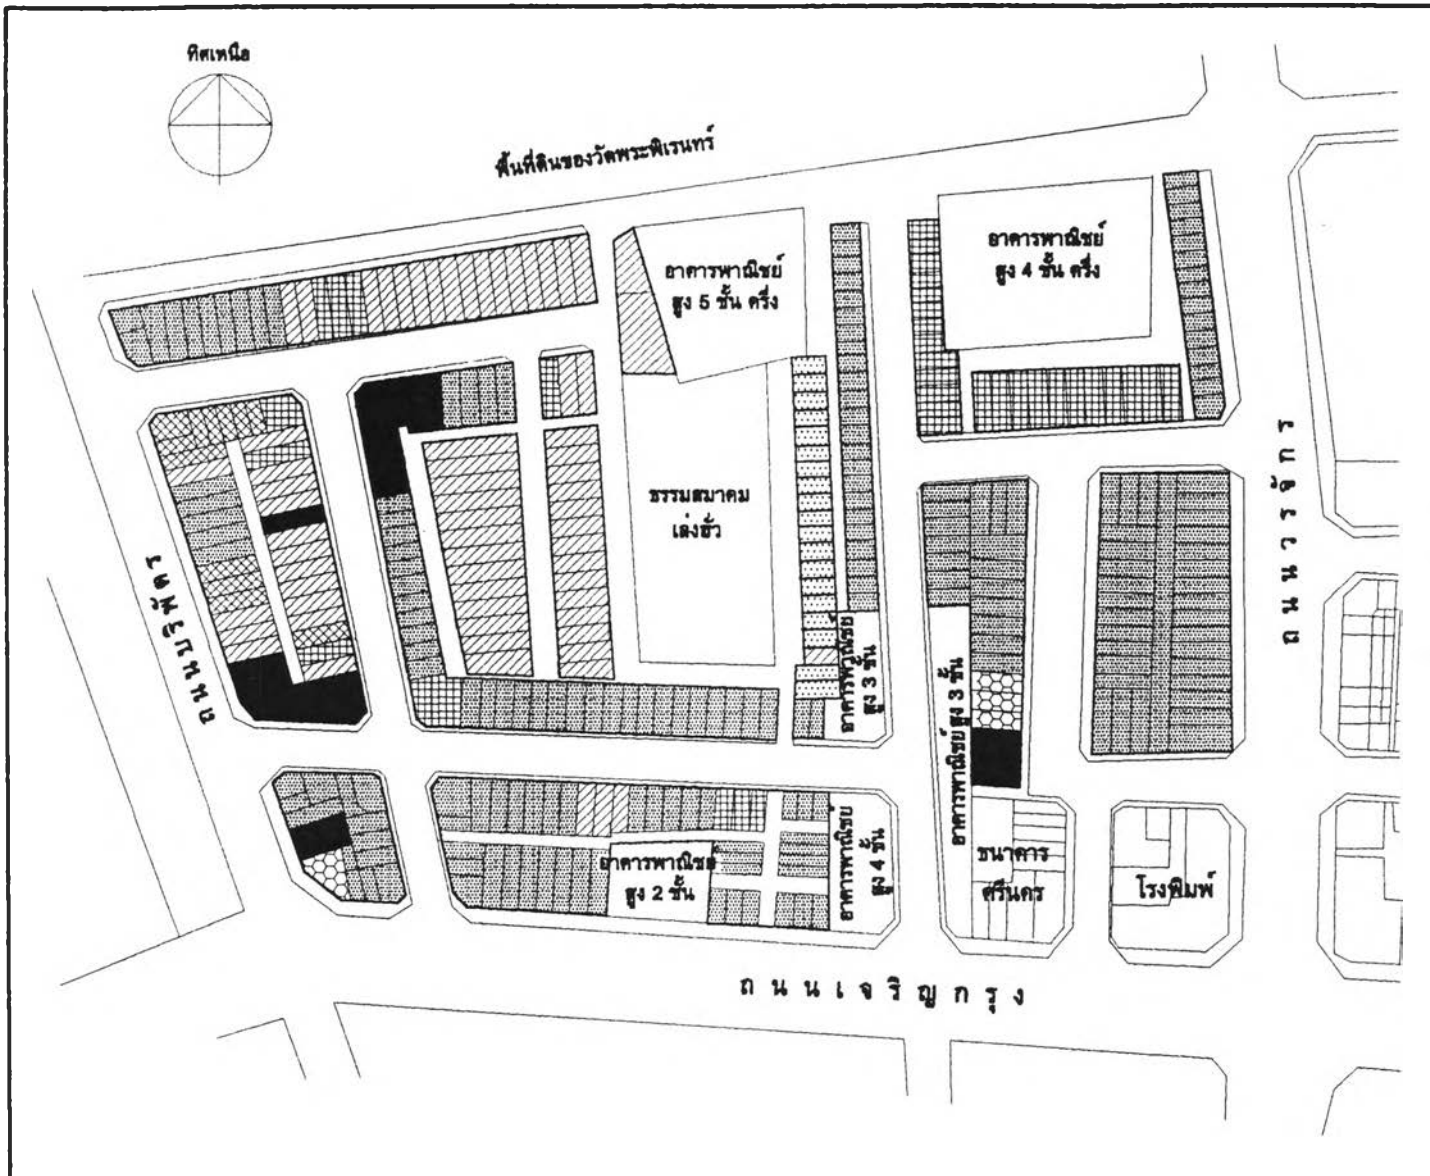 ทิศเหนือ
พื้นที่ดินของวัดพระพิเรนทร์
อาคารพาณิชย์
สูง 5 ชั้น ครึ่ง
อาคารพาณิชย์
สูง 4 ชั้น ครึ่ง
ธรรมสมาคม
เล่งฮั่ว
ถนนบริพัตร
ถนนวรจักร
อาคารพาณิชย์
สูง 3 ชั้น
อาคารพาณิชย์สูง 3 ชั้น
อาคารพาณิชย์
สูง 2 ชั้น
อาคารพาณิชย์
สูง 4 ชั้น
ธนาคาร
ศรีนคร
โรงพิมพ์
ถนนเจริญกรุง